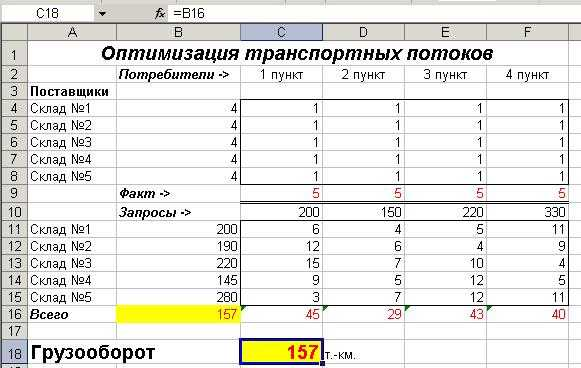 C18 fx =B16
A B C D E F
1 Оптимизация транспортных потоков
2 Потребители -> 1 пункт 2 пункт 3 пункт 4 пункт
3 Поставщики
4 Склад №1 4 1 1 1 1
5 Склад №2 4 1 1 1 1
6 Склад №3 4 1 1 1 1
7 Склад №4 4 1 1 1 1
8 Склад №5 4 1 1 1 1
9 Факт -> 5 5 5 5
10 Запросы -> 200 150 220 330
11 Склад №1 200 6 4 5 11
12 Склад №2 190 12 6 4 9
13 Склад №3 220 15 7 10 4
14 Склад №4 145 9 5 12 5
15 Склад №5 280 3 7 12 11
16 Всего 157 45 29 43 40
17
18 Грузооборот 157 т.-км.